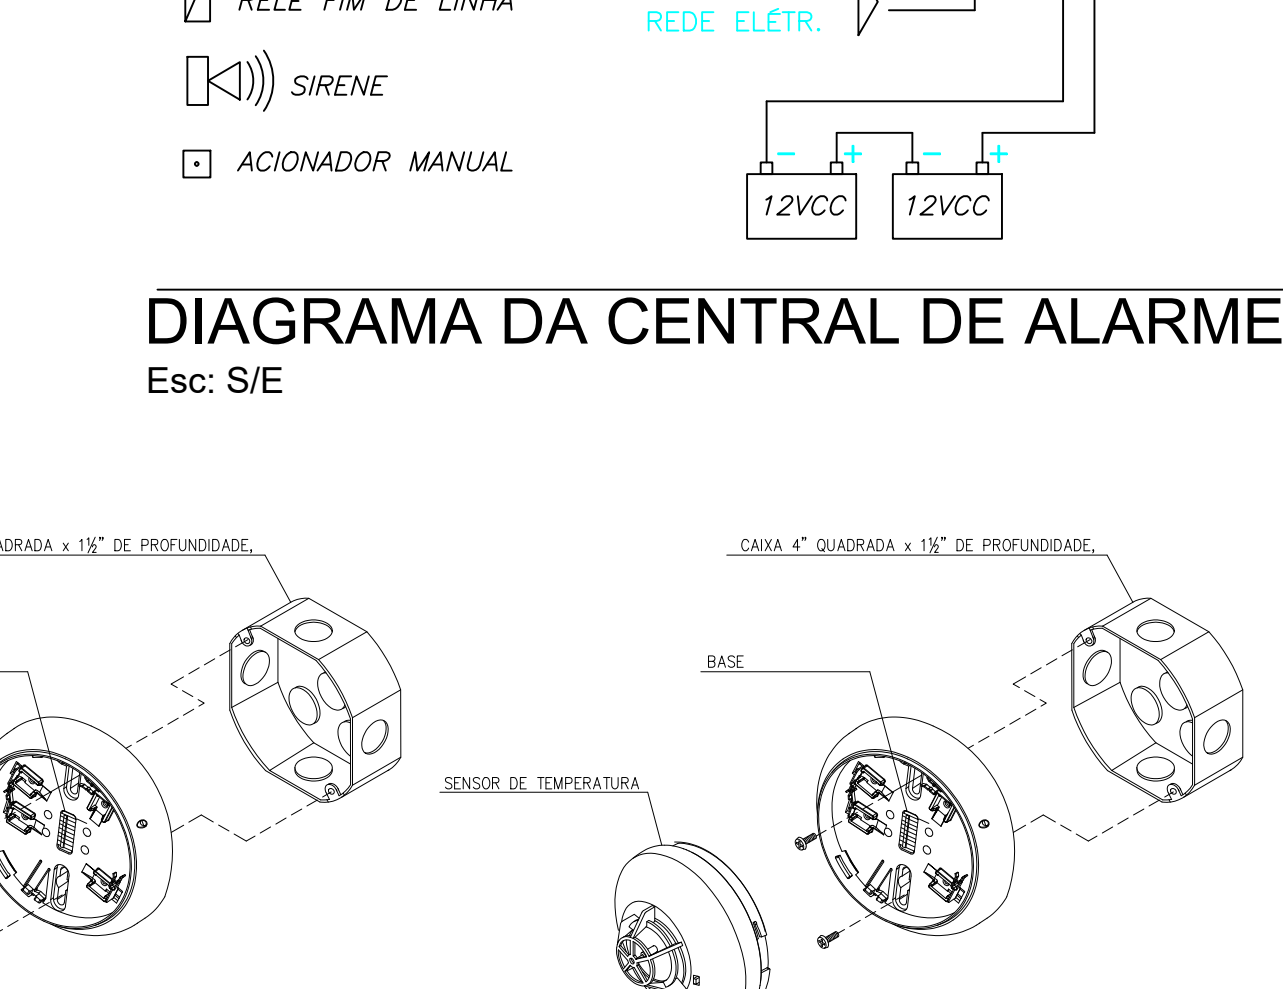 RELÉ FIM DE LINHA
REDE ELÉTR.
SIRENE
ACIONADOR MANUAL
- + - +
12VCC 12VCC
DIAGRAMA DA CENTRAL DE ALARME
Esc: S/E
ADRADA x 1½" DE PROFUNDIDADE,
CAIXA 4" QUADRADA x 1½" DE PROFUNDIDADE,
BASE
SENSOR DE TEMPERATURA